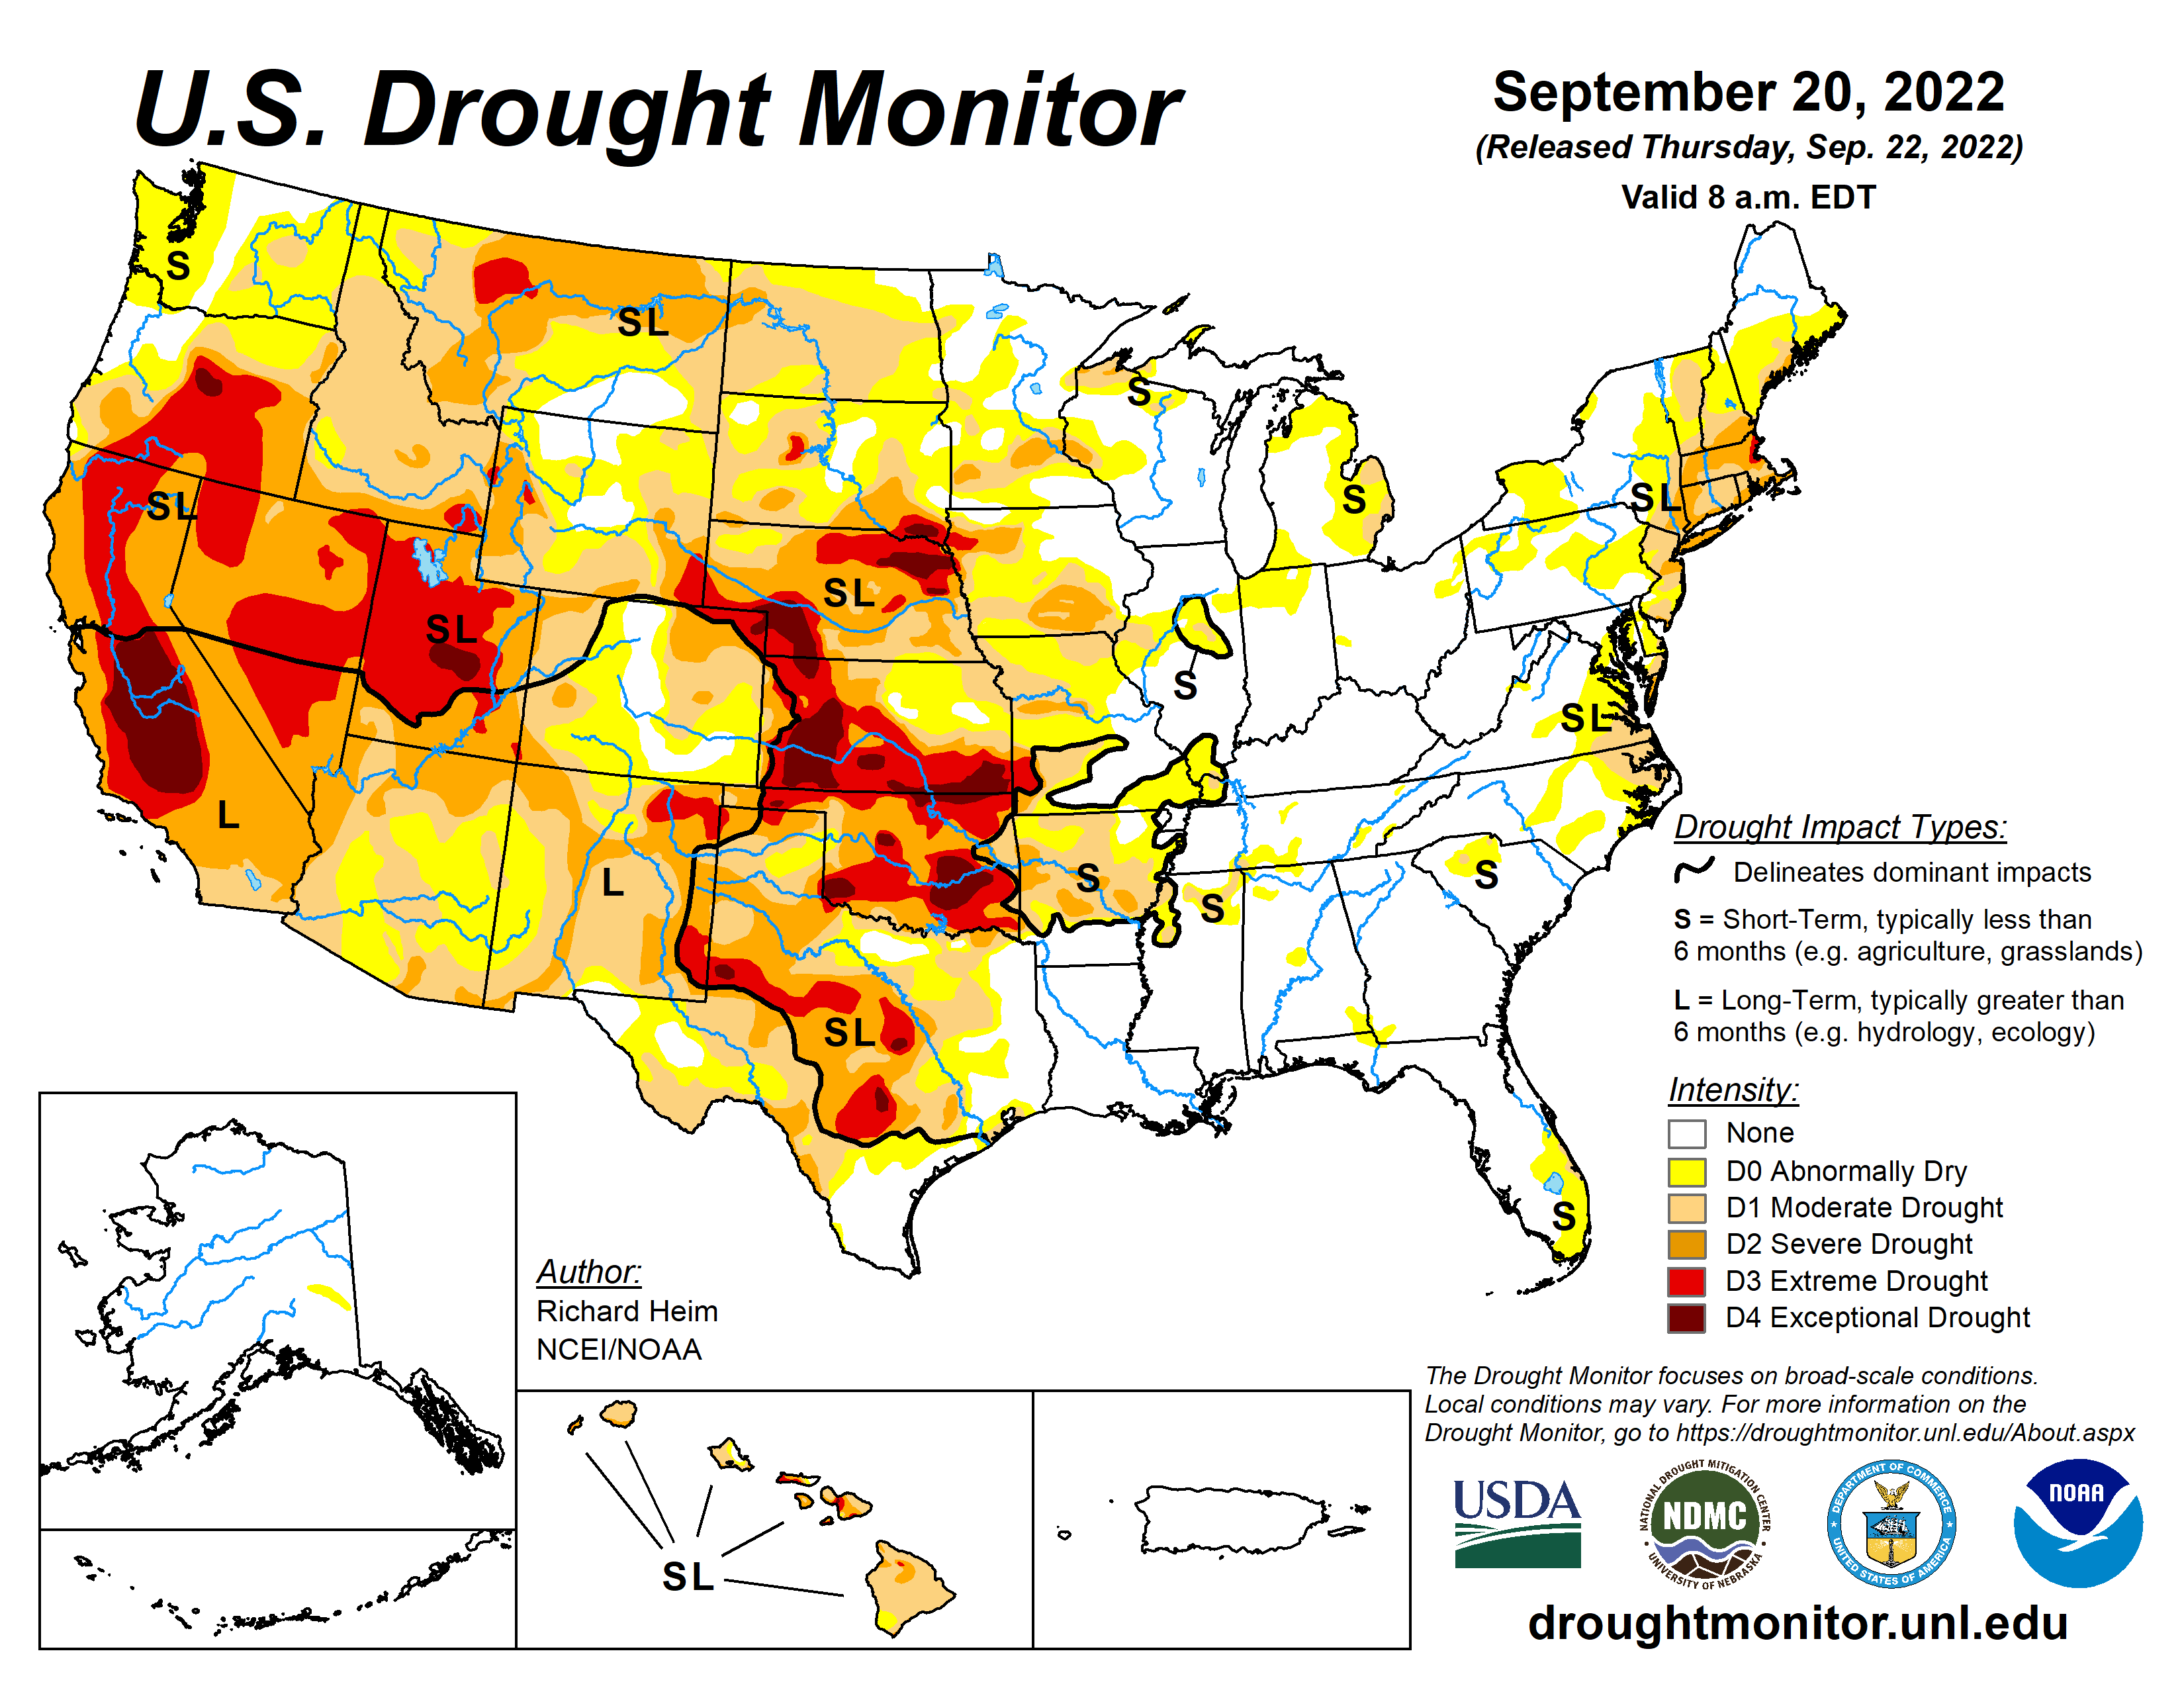 U.S. Drought Monitor
September 20, 2022
(Released Thursday, Sep. 22, 2022)
Valid 8 a.m. EDT
S
SL
S
S
SL
SL
SL
SL
SL
S
SL
L
L
S
S
S
SL
S
Drought Impact Types:
Delineates dominant impacts
S = Short-Term, typically less than
6 months (e.g. agriculture, grasslands)
L = Long-Term, typically greater than
6 months (e.g. hydrology, ecology)
Intensity:
None
D0 Abnormally Dry
D1 Moderate Drought
D2 Severe Drought
D3 Extreme Drought
D4 Exceptional Drought
Author:
Richard Heim
NCEI/NOAA
SL
The Drought Monitor focuses on broad-scale conditions.
Local conditions may vary. For more information on the
Drought Monitor, go to https://droughtmonitor.unl.edu/About.aspx
USDA
NATIONAL DROUGHT MITIGATION CENTER
NDMC
UNIVERSITY OF NEBRASKA
DEPARTMENT OF COMMERCE
UNITED STATES OF AMERICA
NOAA
droughtmonitor.unl.edu